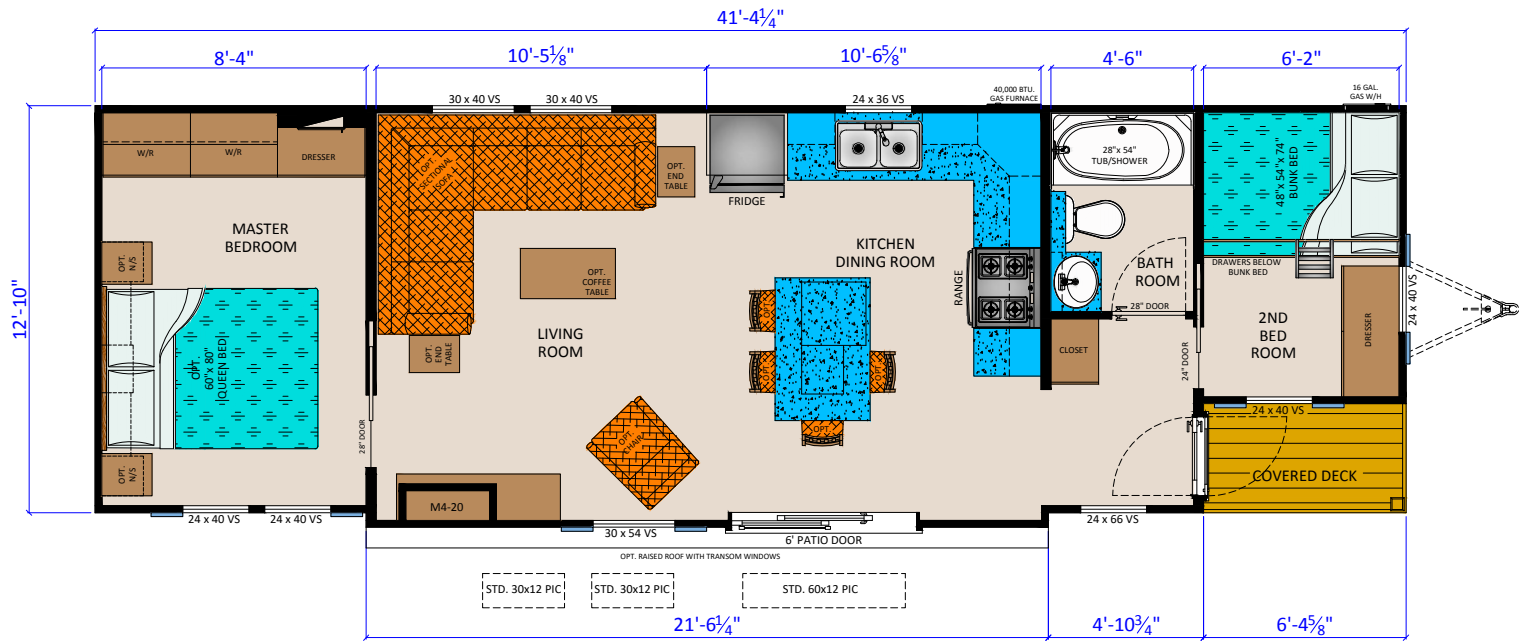 41'-4¼"
8'-4"
10'-5⅛"
10'-6⅝"
4'-6"
6'-2"
30 x 40 VS
30 x 40 VS
24 x 36 VS
40,000 BTU.
GAS FURNACE
16 GAL.
GAS W/H
12'-10"
W/R
W/R
DRESSER
MASTER
BEDROOM
OPT.
N/S
OPT.
60"x 80"
QUEEN BED
OPT.
N/S
24 x 40 VS
24 x 40 VS
28" DOOR
OPT.
SECTIONAL
SOFA
OPT.
END
TABLE
OPT.
COFFEE
TABLE
LIVING
ROOM
OPT.
END
TABLE
OPT.
CHAIR
M4-20
30 x 54 VS
FRIDGE
KITCHEN
DINING ROOM
RANGE
OPT.
OPT.
OPT.
OPT.
6' PATIO DOOR
OPT. RAISED ROOF WITH TRANSOM WINDOWS
28"x 54"
TUB/SHOWER
BATH
ROOM
28" DOOR
CLOSET
24" DOOR
24 x 66 VS
48"x 54"x 74"
BUNK BED
DRAWERS BELOW
BUNK BED
2ND
BED
ROOM
DRESSER
24 x 40 VS
24 x 40 VS
COVERED DECK
STD. 30x12 PIC
STD. 30x12 PIC
STD. 60x12 PIC
21'-6¼"
4'-10¾"
6'-4⅝"